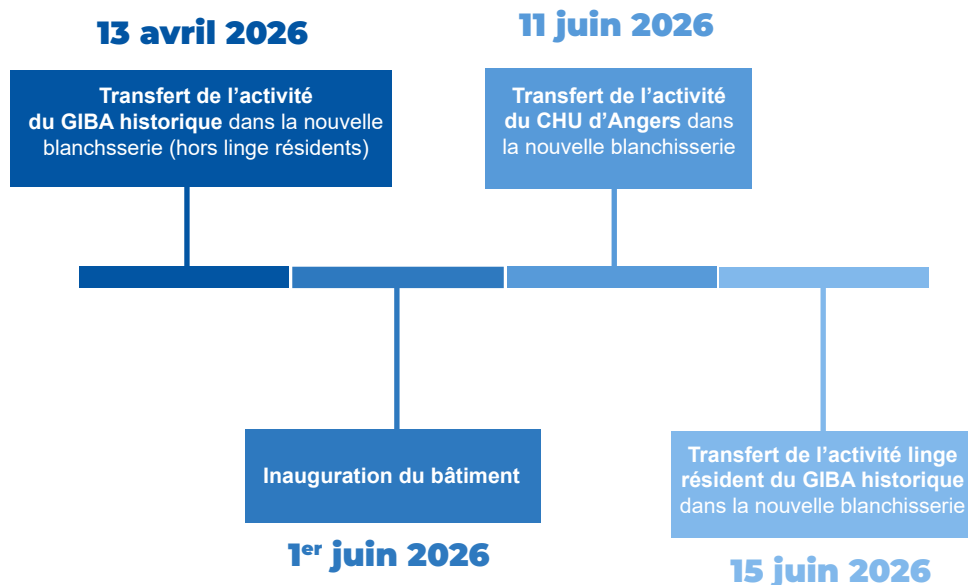 13 avril 2026
Transfert de l’activité
du GIBA historique dans la nouvelle
blanchsserie (hors linge résidents)
11 juin 2026
Transfert de l’activité
du CHU d’Angers dans
la nouvelle blanchisserie
Inauguration du bâtiment
1er juin 2026
Transfert de l’activité linge
résident du GIBA historique
dans la nouvelle blanchisserie
15 juin 2026